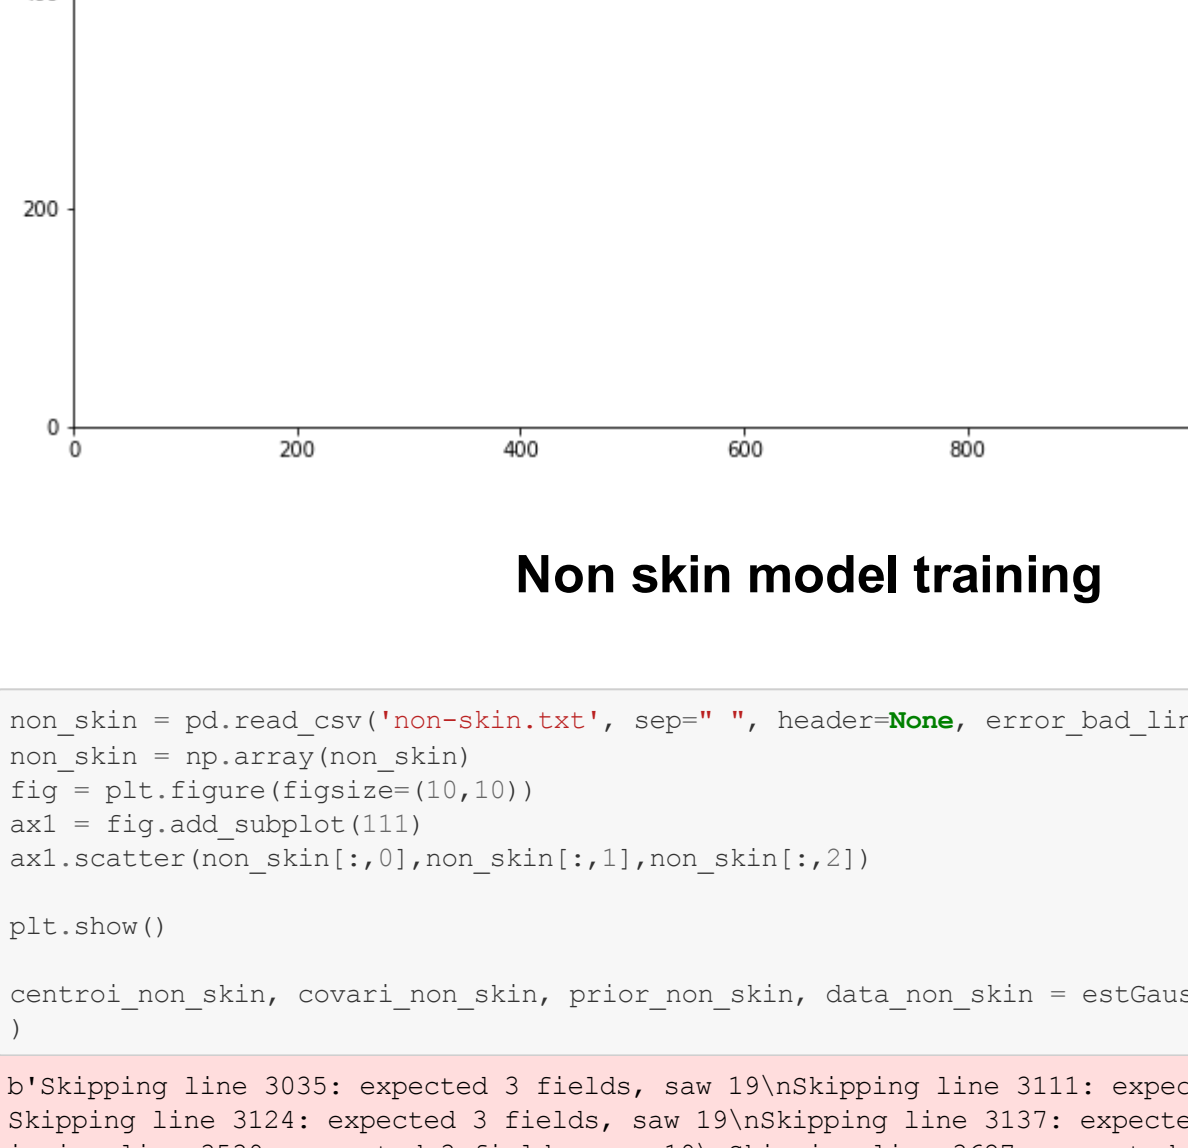 200
0
0 200 400 600 800
Non skin model training
non_skin = pd.read_csv('non-skin.txt', sep=" ", header=None, error_bad_lin
non_skin = np.array(non_skin)
fig = plt.figure(figsize=(10,10))
ax1 = fig.add_subplot(111)
ax1.scatter(non_skin[:,0],non_skin[:,1],non_skin[:,2])
plt.show()
centroi_non_skin, covari_non_skin, prior_non_skin, data_non_skin = estGaus
)
b'Skipping line 3035: expected 3 fields, saw 19\nSkipping line 3111: expec
Skipping line 3124: expected 3 fields, saw 19\nSkipping line 3137: expecte